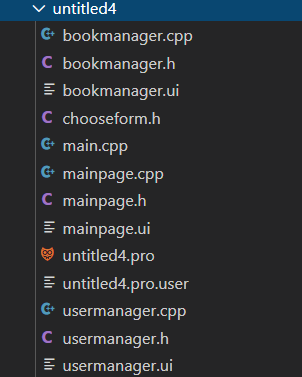 untitled4
bookmanager.cpp
bookmanager.h
bookmanager.ui
chooseform.h
main.cpp
mainpage.cpp
mainpage.h
mainpage.ui
untitled4.pro
untitled4.pro.user
usermanager.cpp
usermanager.h
usermanager.ui